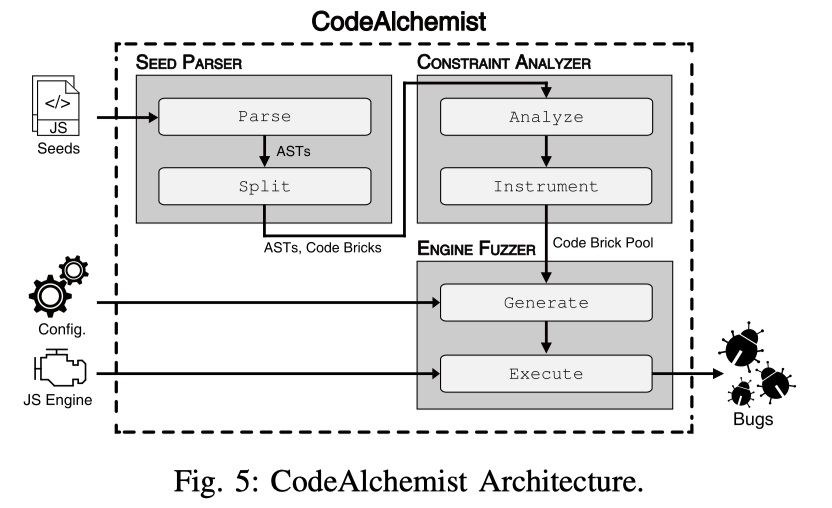 CodeAlchemist
SEED PARSER
CONSTRAINT ANALYZER
</>
JS
Seeds
Parse
ASTs
Split
ASTs, Code Bricks
Analyze
Instrument
Code Brick Pool
ENGINE FUZZER
Config.
Generate
JS Engine
Execute
Bugs
Fig. 5: CodeAlchemist Architecture.